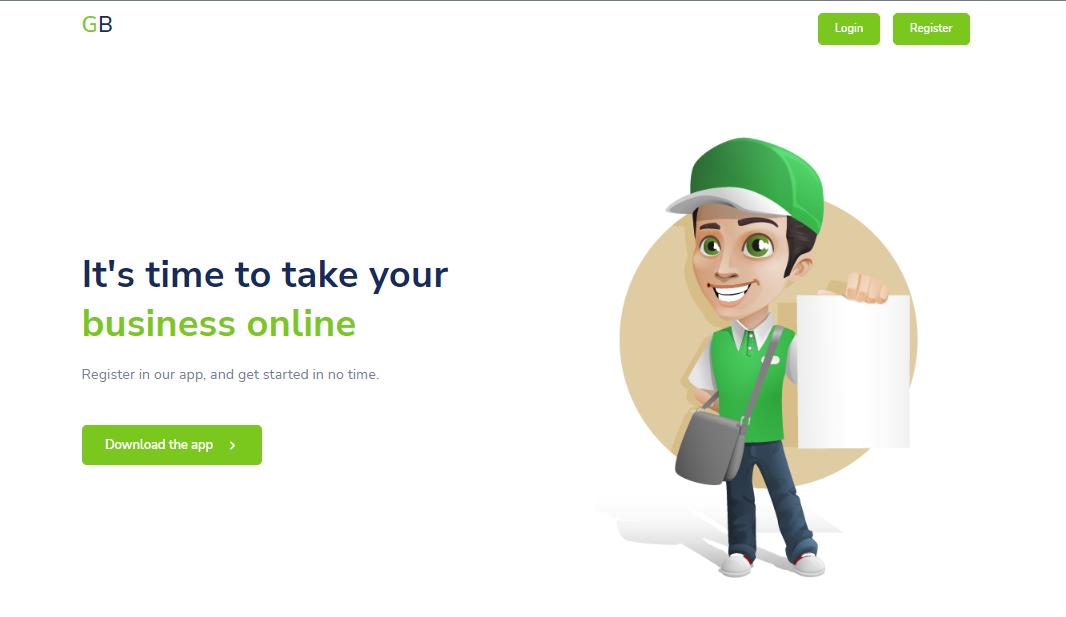 GB
Login
Register
It's time to take your
business online
Register in our app, and get started in no time.
Download the app